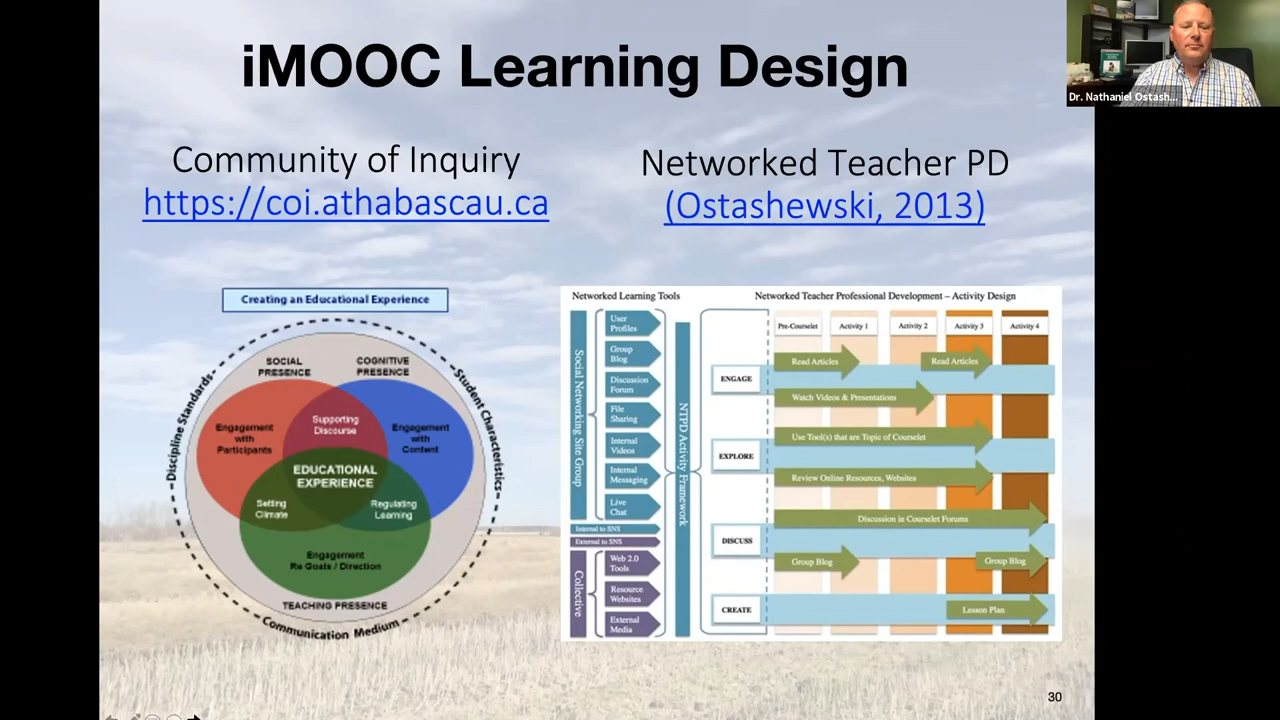 iMOOC Learning Design
Dr. Nathaniel Ostash...
Community of Inquiry
https://coi.athabascau.ca
Networked Teacher PD
(Ostashewski, 2013)
Creating an Educational Experience
SOCIAL
PRESENCE
COGNITIVE
PRESENCE
Discipline Standards
Student Characteristics
Supporting
Discourse
Engagement
with
Participants
Engagement
with
Content
EDUCATIONAL
EXPERIENCE
Setting
Climate
Regulating
Learning
Engagement
Re Goals / Direction
TEACHING PRESENCE
Communication Medium
Networked Learning Tools
Social Networking Site Group
User
Profiles
Group
Blog
Discussion
Forum
File
Sharing
Internal
Videos
Internal
Messaging
Live
Chat
Internal to SNS
External to SNS
Collective
Web 2.0
Tools
Resource
Websites
External
Media
NTPD Activity Framework
Networked Teacher Professional Development – Activity Design
Pre-Courselet
Activity 1
Activity 2
Activity 3
Activity 4
Read Articles
Read Articles
ENGAGE
Watch Videos & Presentations
Use Tool(s) that are Topic of Courselet
EXPLORE
Review Online Resources, Websites
Discussion in Courselet Forums
DISCUSS
Group Blog
Group Blog
CREATE
Lesson Plan
30